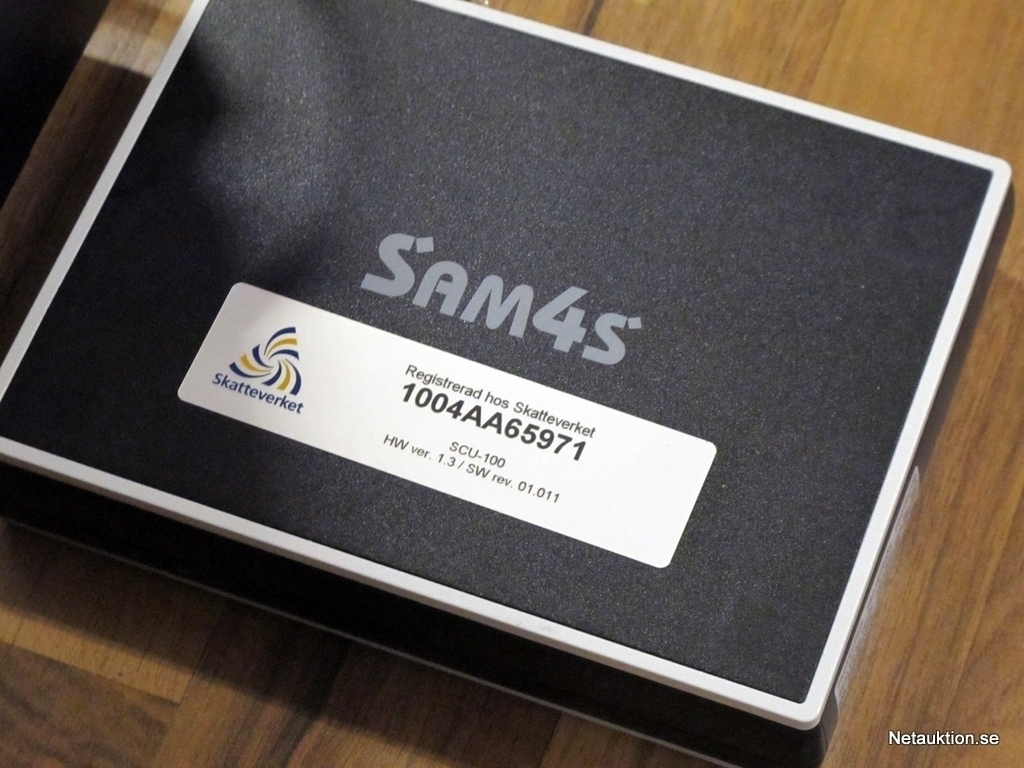 SAM4S
Skatteverket
Registrerad hos Skatteverket
1004AA65971
SCU-100
HW ver. 1.3 / SW rev. 01.011
Netauktion.se